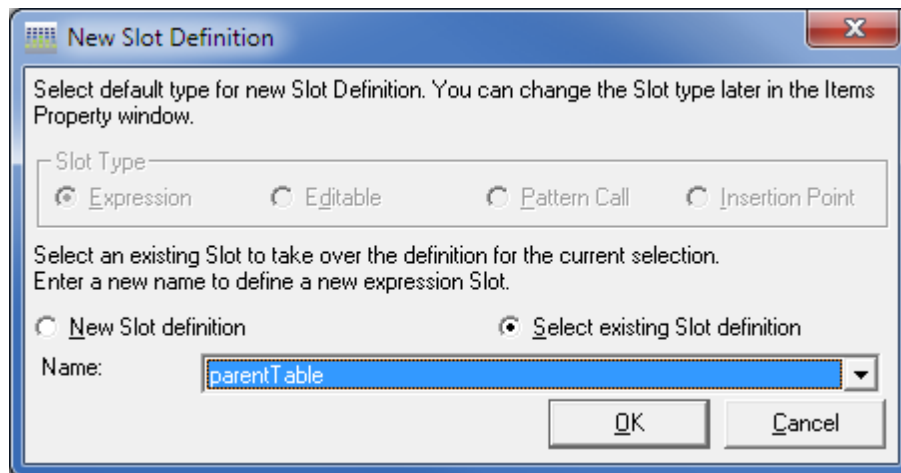 New Slot Definition
Select default type for new Slot Definition. You can change the Slot type later in the Items
Property window.
Slot Type
Expression Editable Pattern Call Insertion Point
Select an existing Slot to take over the definition for the current selection.
Enter a new name to define a new expression Slot.
New Slot definition Select existing Slot definition
Name: parentTable
OK Cancel